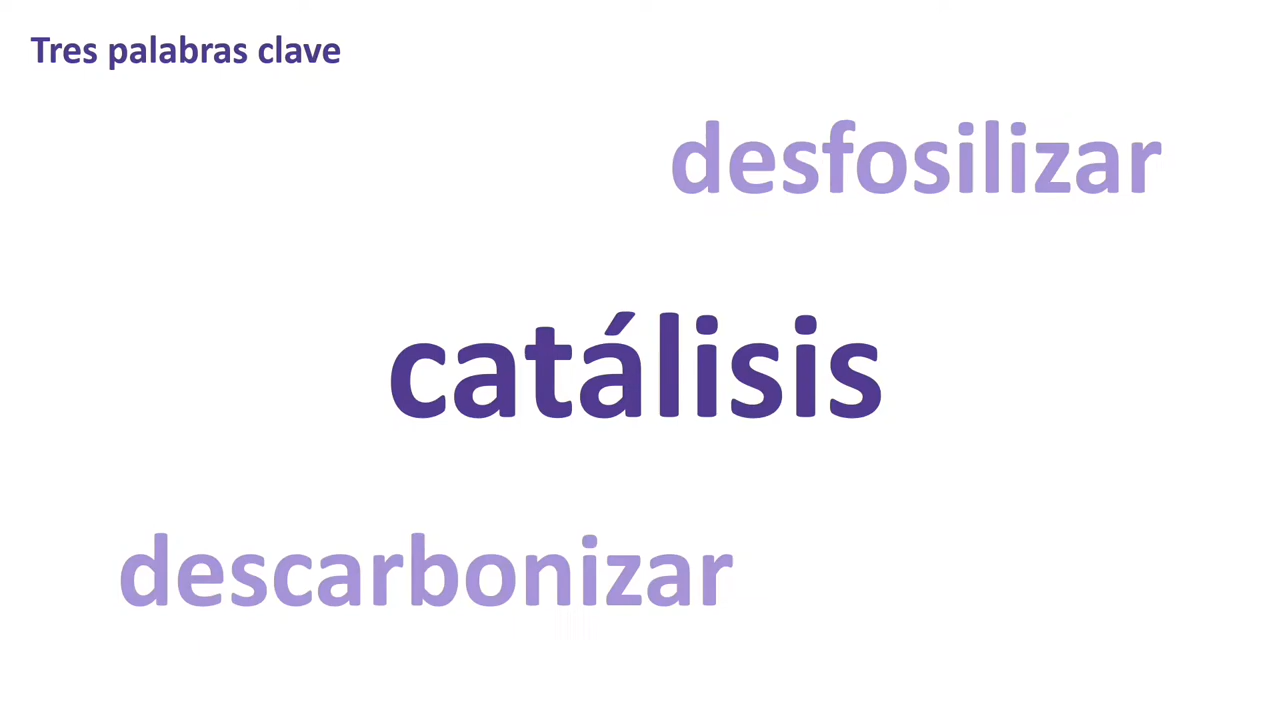 Tres palabras clave
desfosilizar
catálisis
descarbonizar